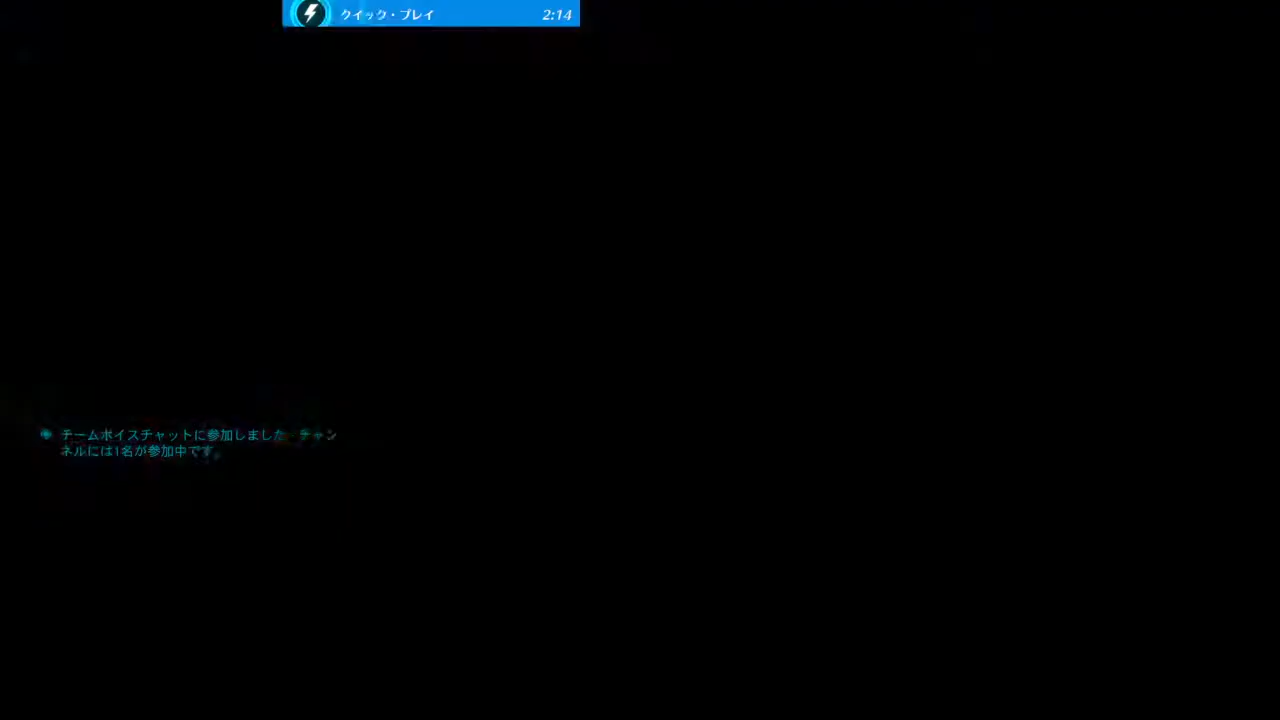 クイック・プレイ 2:14
テームボイスチャットに参加しました チャン
ネルには1名が参加中です。